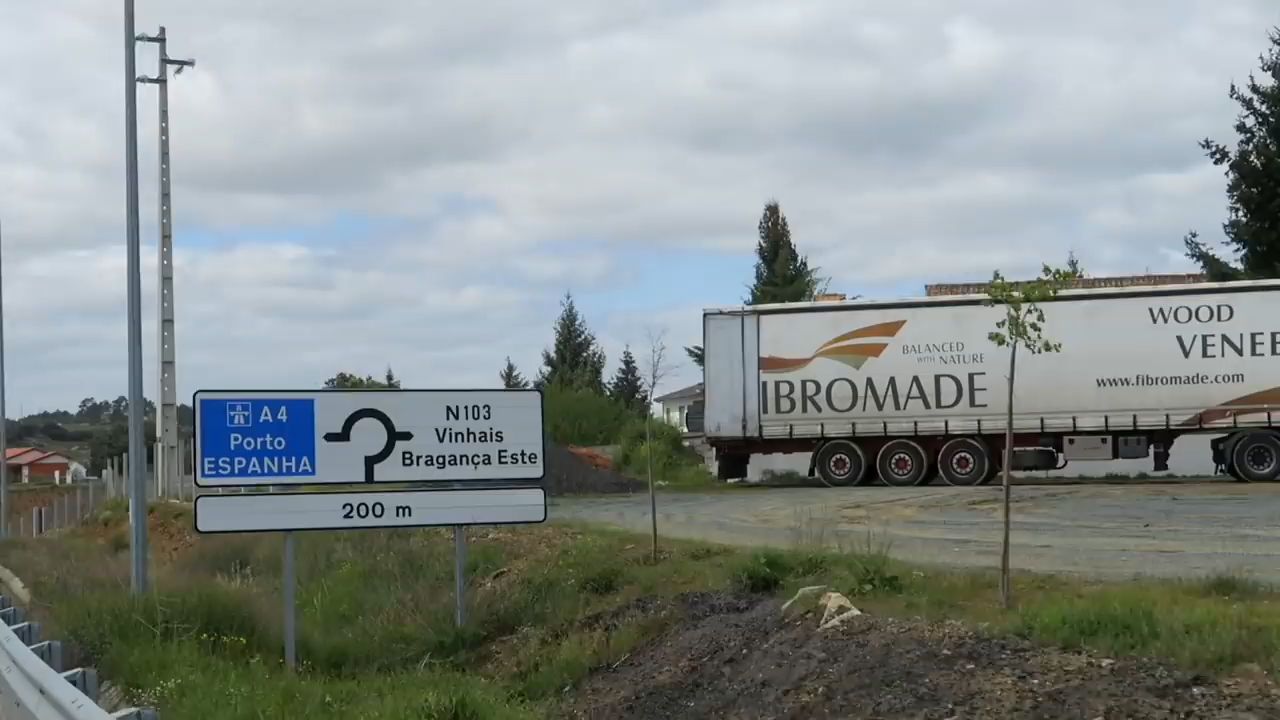 A4
Porto
ESPANHA
N103
Vinhais
Bragança Este
200 m
BALANCED
WITH NATURE
IBROMADE
WOOD
VENEE
www.fibromade.com